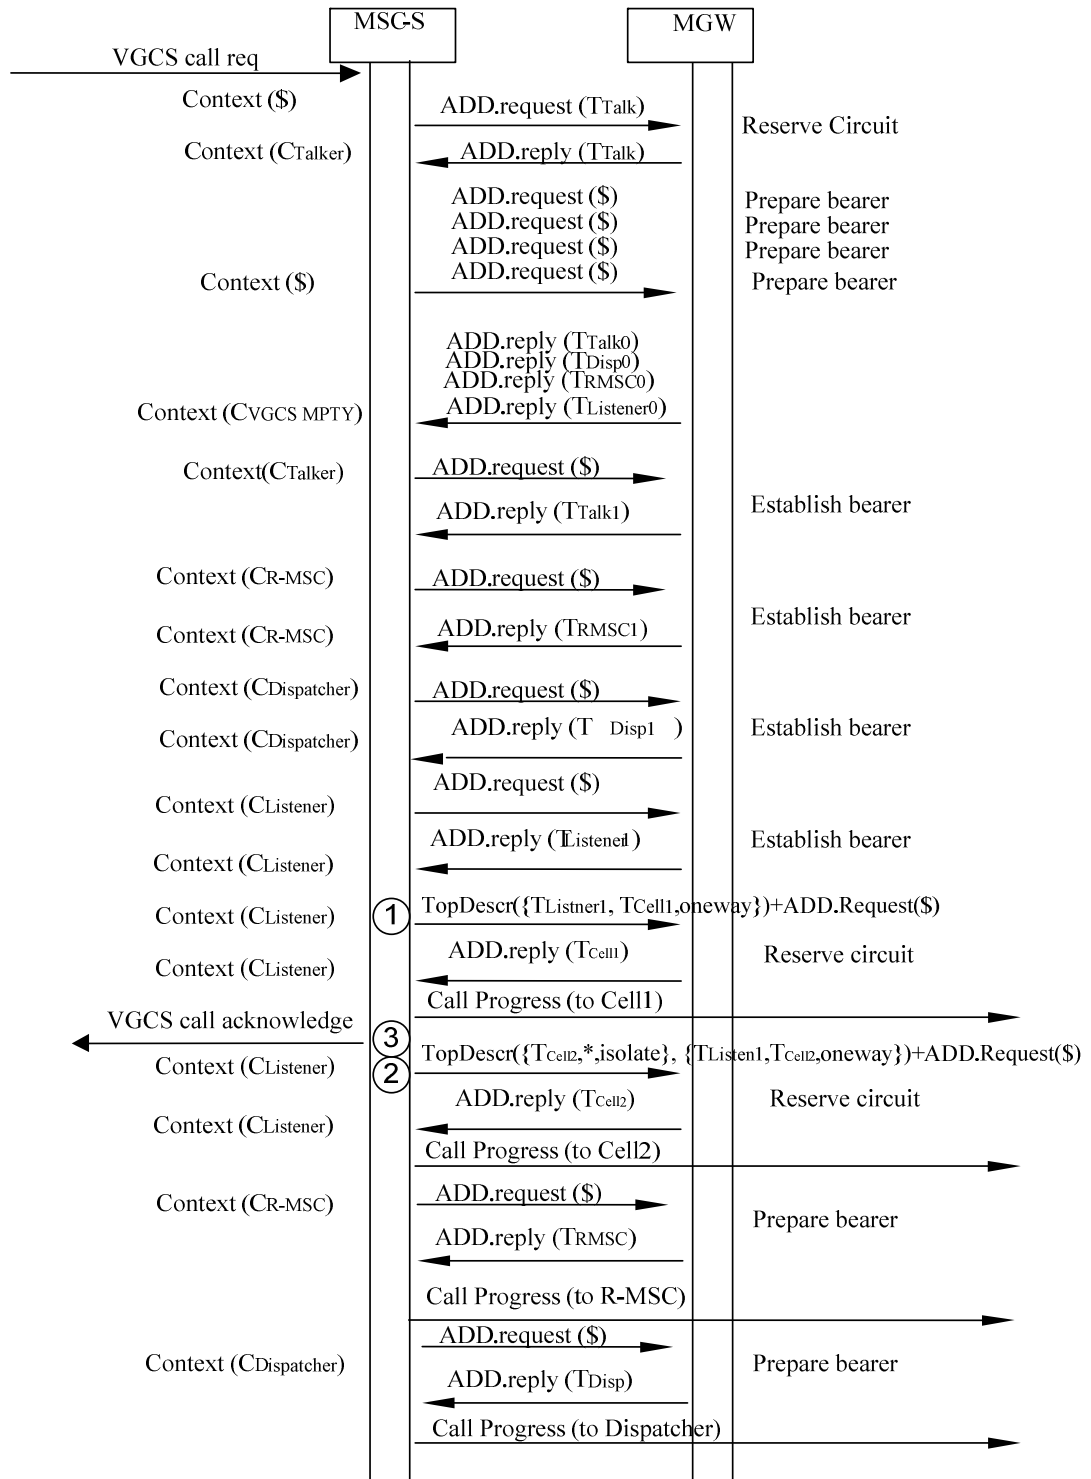 MSC-S
MGW
VGCS call req
Context ($)
ADD.request (TTalk)
Reserve Circuit
Context (CTalker)
ADD.reply (TTalk)
ADD.request ($)
Prepare bearer
ADD.request ($)
Prepare bearer
ADD.request ($)
Prepare bearer
Context ($)
ADD.request ($)
Prepare bearer
ADD.reply (TTalk0)
ADD.reply (TDisp0)
ADD.reply (TRMSC0)
Context (CVGCS MPTY)
ADD.reply (TListener0)
Context(CTalker)
ADD.request ($)
ADD.reply (TTalk1)
Establish bearer
Context (CR-MSC)
ADD.request ($)
Establish bearer
Context (CR-MSC)
ADD.reply (TRMSC1)
Context (CDispatcher)
ADD.request ($)
Context (CDispatcher)
ADD.reply (T Disp1 )
Establish bearer
Context (CListener)
ADD.request ($)
Context (CListener)
ADD.reply (TListener1)
Establish bearer
Context (CListener)
1
TopDescr({TListner1, TCell1,oneway})+ADD.Request($)
Context (CListener)
ADD.reply (TCell1)
Reserve circuit
Call Progress (to Cell1)
VGCS call acknowledge
3
Context (CListener)
2
TopDescr({TCell2,*,isolate}, {TListen1,TCell2,oneway})+ADD.Request($)
Context (CListener)
ADD.reply (TCell2)
Reserve circuit
Call Progress (to Cell2)
Context (CR-MSC)
ADD.request ($)
Prepare bearer
ADD.reply (TRMSC)
Call Progress (to R-MSC)
ADD.request ($)
Context (CDispatcher)
Prepare bearer
ADD.reply (TDisp)
Call Progress (to Dispatcher)